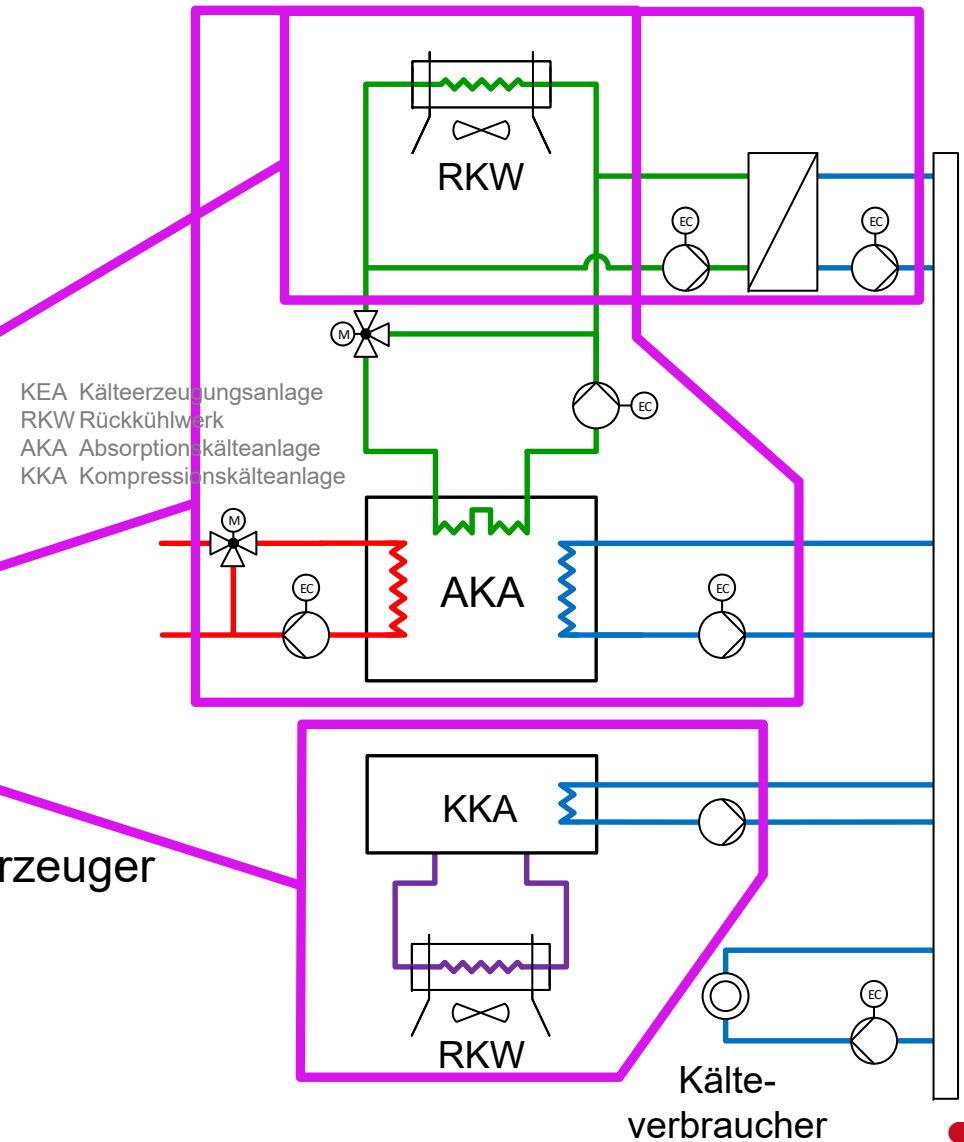 RKW
EC
EC
M
EC
KEA Kälteerzeugungsanlage
RKW Rückkühlwerk
AKA Absorptionskälteanlage
KKA Kompressionskälteanlage
M
EC
AKA
EC
KKA
rzeuger
EC
RKW
Kälte-
verbraucher